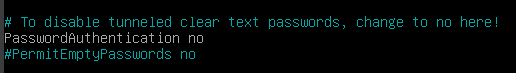 # To disable tunneled clear text passwords, change to no here!
PasswordAuthentication no
#PermitEmptyPasswords no